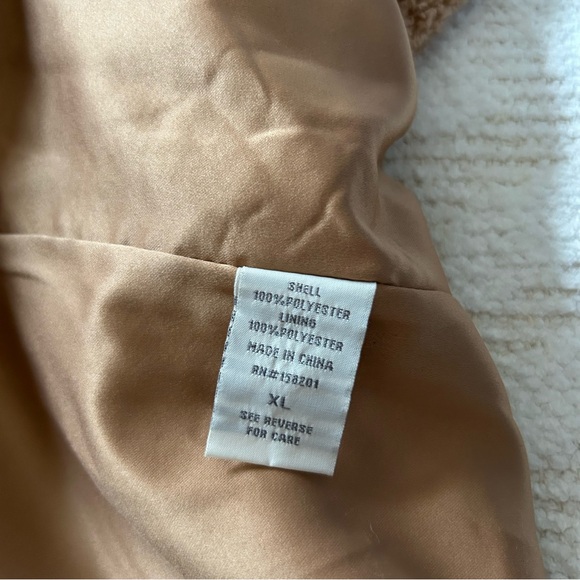 SHELL
100%POLYESTER
LINING
100%POLYESTER
MADE IN CHINA
RN#158201
XL
SEE REVERSE
FOR CARE